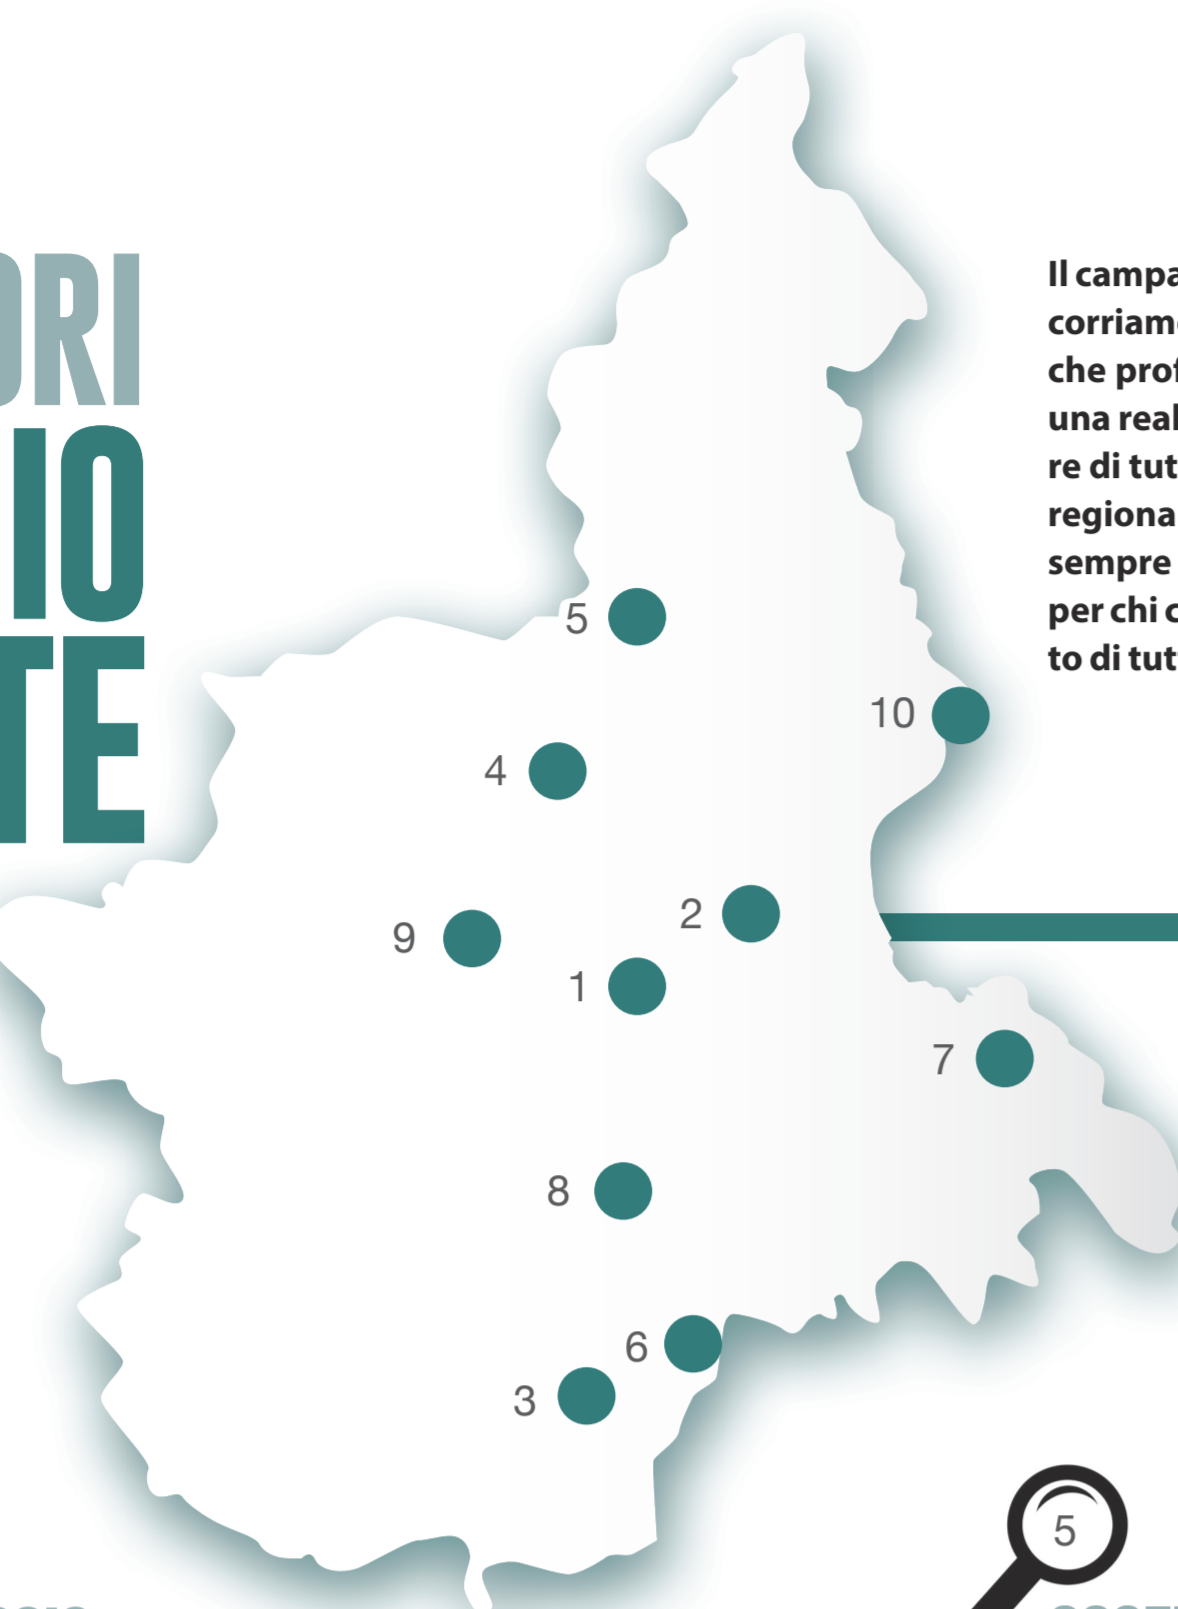 ORI
IO
TE
Il campa
corriam
che prof
una real
re di tut
regiona
sempre
per chi c
to di tut
5
10
4
2
9
1
7
8
6
3
5